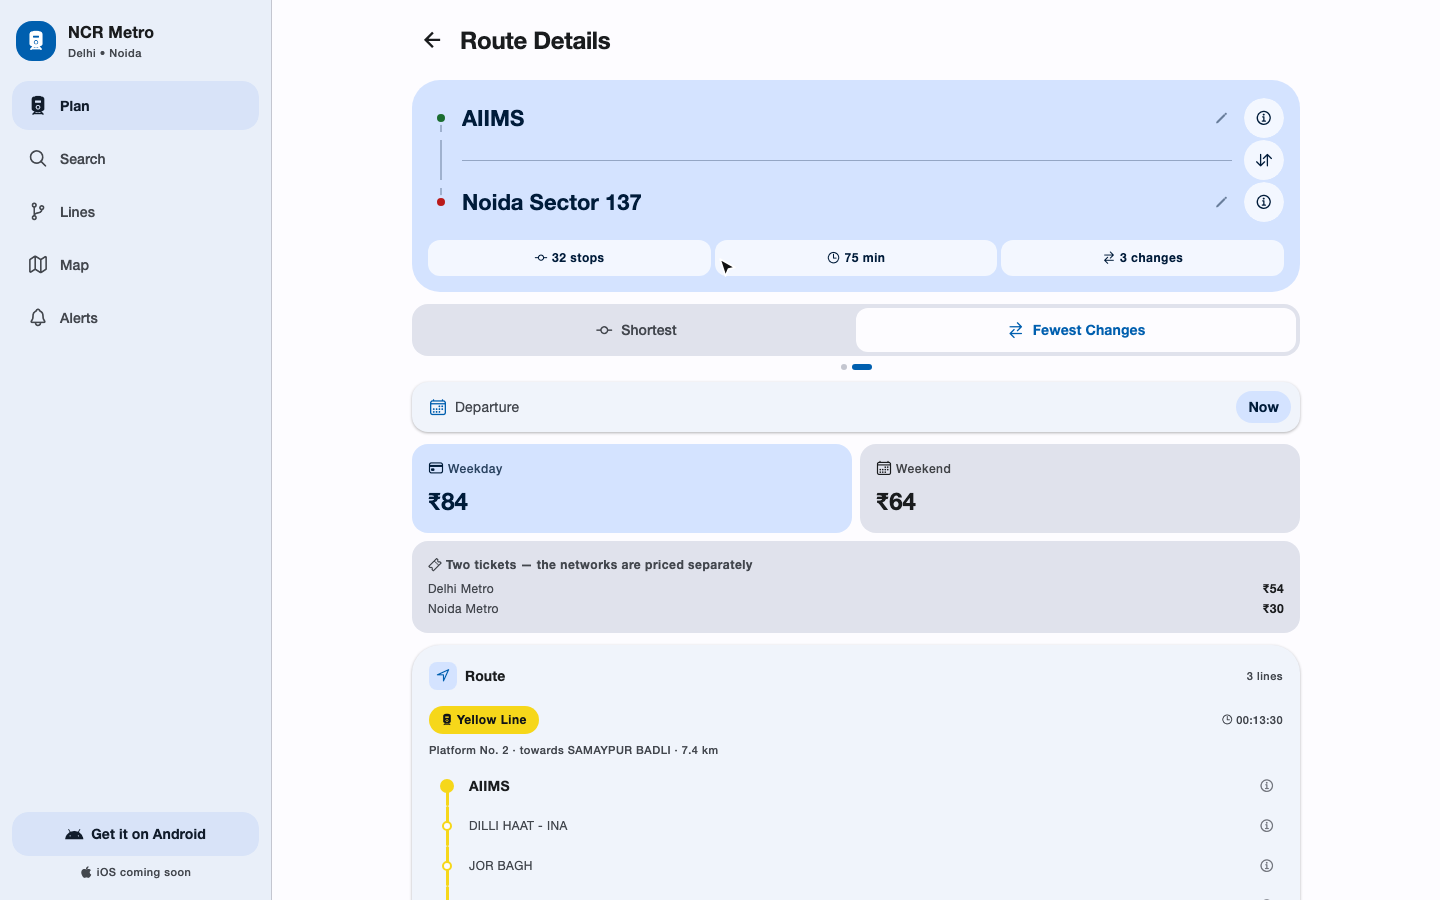 NCR Metro
Delhi • Noida
Plan
Search
Lines
Map
Alerts
Get it on Android
iOS coming soon
Route Details
AIIMS
Noida Sector 137
32 stops
75 min
3 changes
Shortest
Fewest Changes
Departure
Now
Weekday
₹84
Weekend
₹64
Two tickets — the networks are priced separately
Delhi Metro ₹54
Noida Metro ₹30
Route
3 lines
Yellow Line
00:13:30
Platform No. 2 · towards SAMAYPUR BADLI · 7.4 km
AIIMS
DILLI HAAT - INA
JOR BAGH